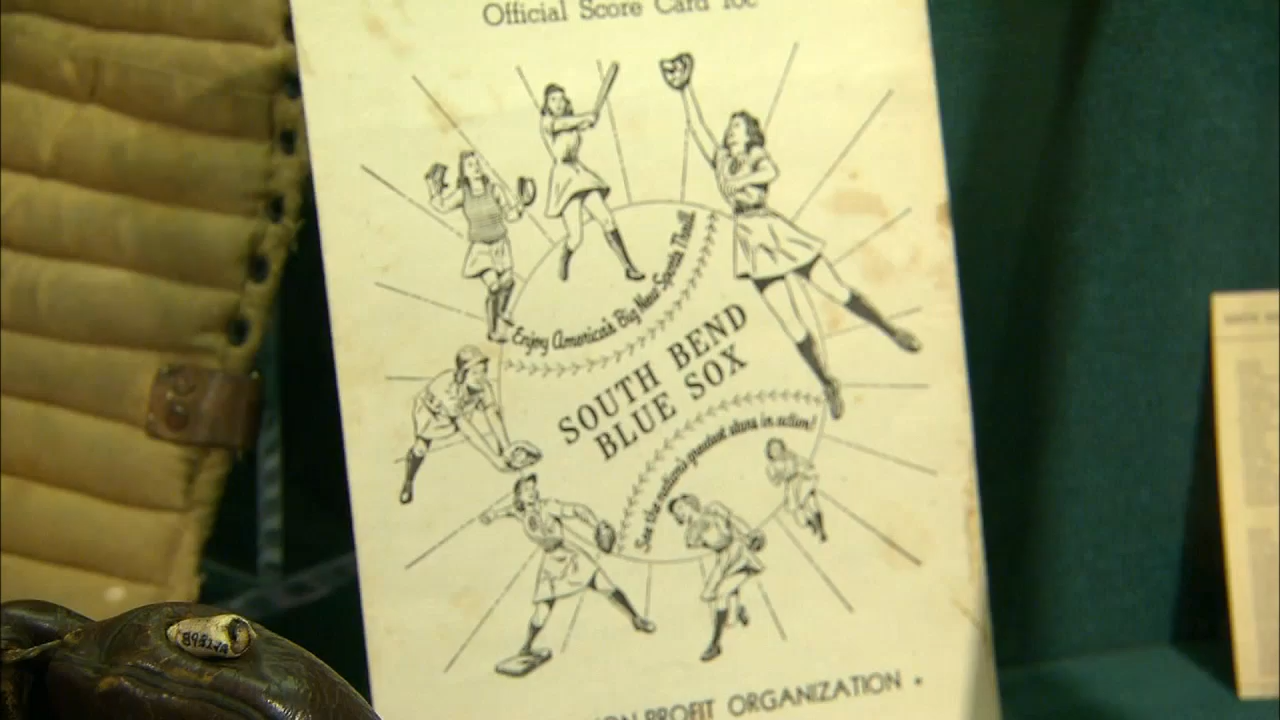 Official Score Card 10c
Enjoy America's Big New Sports Thrill
SOUTH BEND
BLUE SOX
See the nation's greatest stars in action!
NON-PROFIT ORGANIZATION